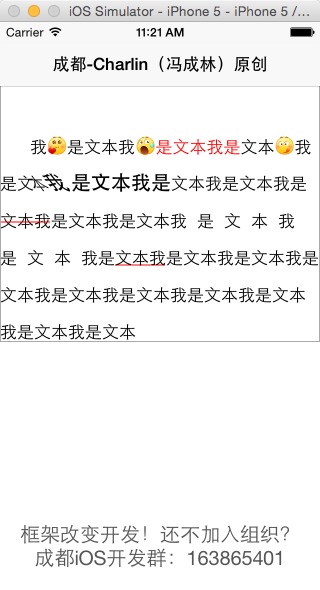 iOS Simulator - iPhone 5 - iPhone 5 /...
Carrier 11:21 AM
成都-Charlin（冯成林）原创
我是文本我是文本我是文本我
是文、是文本我是文本我是文本我是
文本我是文本我是文本我 是 文 本 我
是 文 本 我是文本我是文本我是文本我是
文本我是文本我是文本我是文本我是文本
我是文本我是文本
框架改变开发！还不加入组织？
成都iOS开发群：163865401